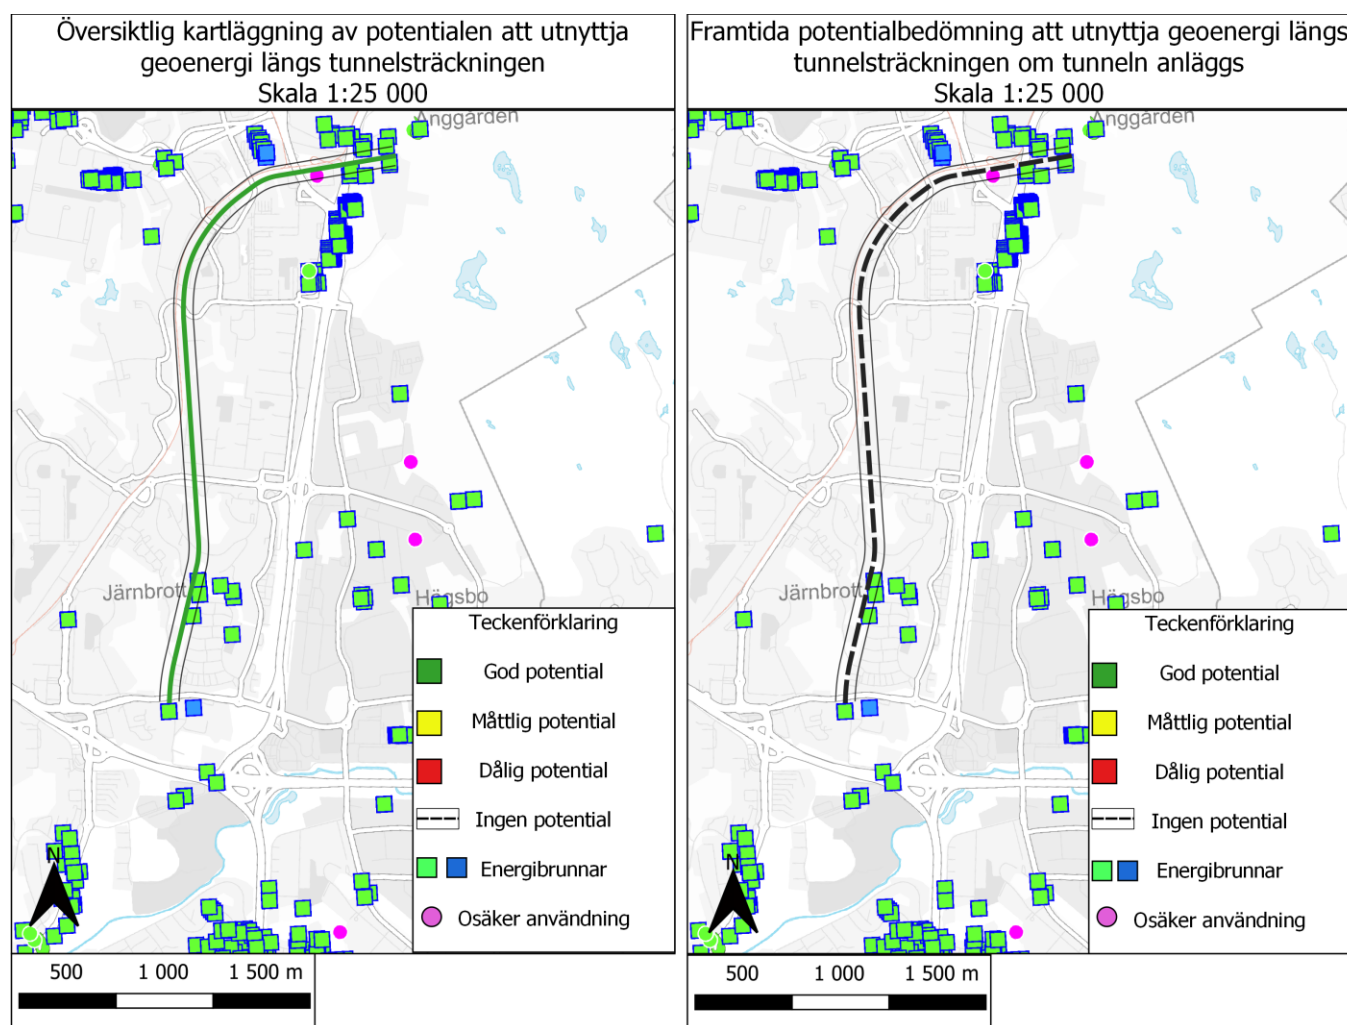 Översiktlig kartläggning av potentialen att utnyttja
geoenergi längs tunnelsträckningen
Skala 1:25 000
Änggården
Järnbrott
Högsbo
Teckenförklaring
God potential
Måttlig potential
Dålig potential
Ingen potential
Energibrunnar
Osäker användning
N
500 1 000 1 500 m
Framtida potentialbedömning att utnyttja geoenergi längs
tunnelsträckningen om tunneln anläggs
Skala 1:25 000
Änggården
Järnbrott
Högsbo
Teckenförklaring
God potential
Måttlig potential
Dålig potential
Ingen potential
Energibrunnar
Osäker användning
N
500 1 000 1 500 m